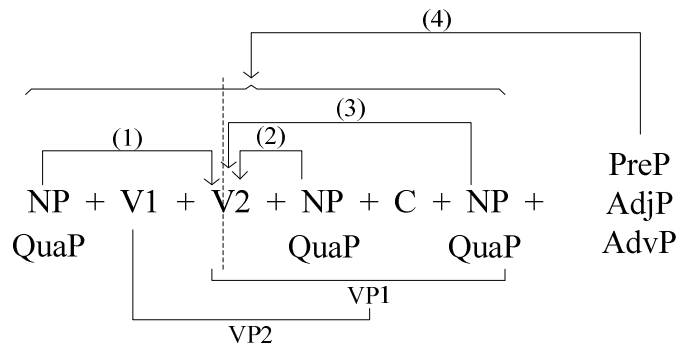 (4)
(3)
(1) (2)
PreP
NP + V1 + V2 + NP + C + NP + AdjP
QuaP QuaP QuaP AdvP
VP1
VP2